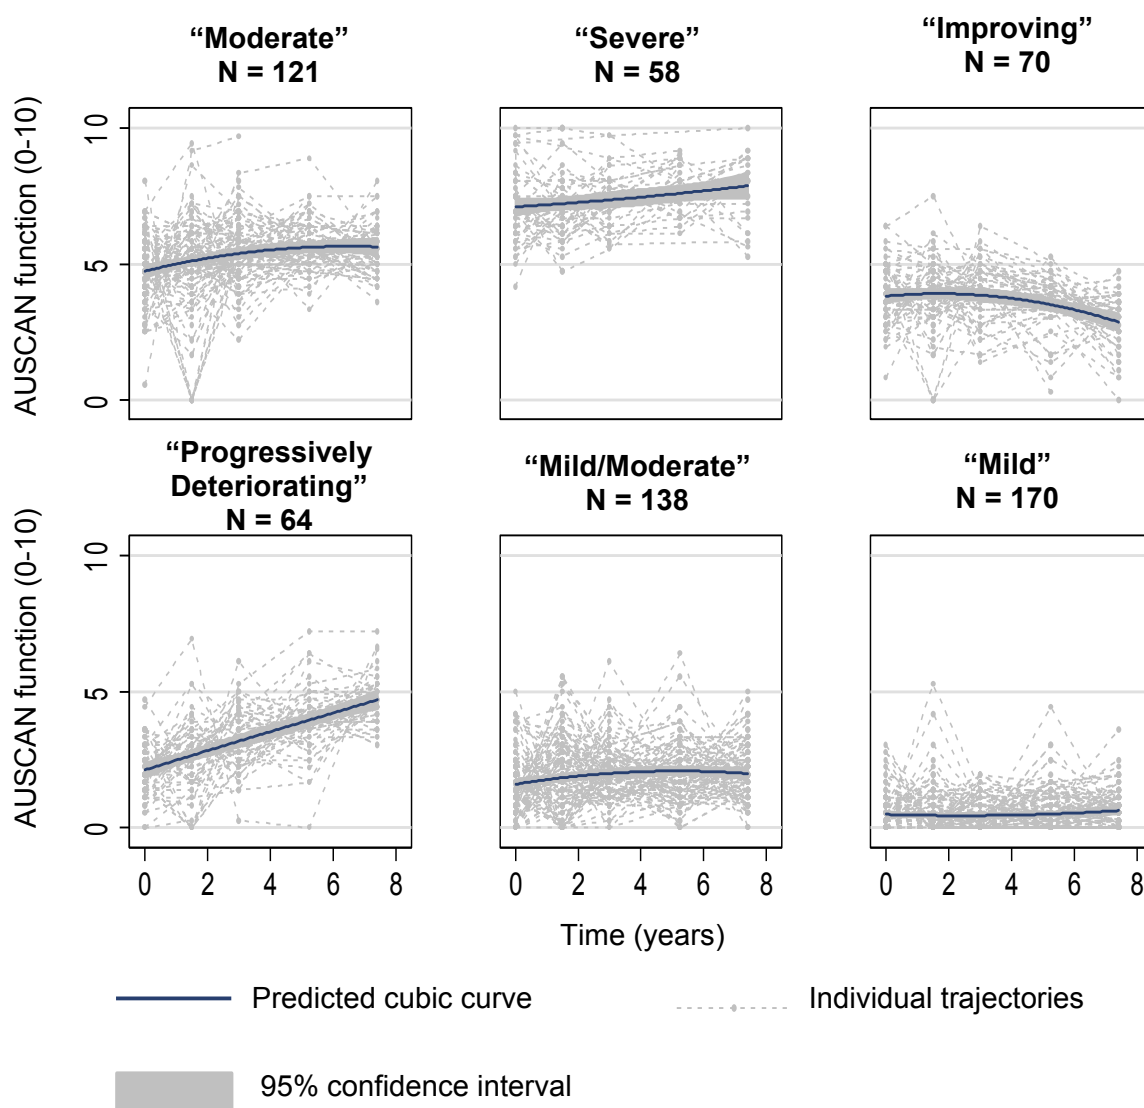 “Moderate”
N = 121
“Severe”
N = 58
“Improving”
N = 70
AUSCAN function (0-10)
10
5
0
“Progressively
Deteriorating”
N = 64
“Mild/Moderate”
N = 138
“Mild”
N = 170
AUSCAN function (0-10)
10
5
0
0 2 4 6 8
0 2 4 6 8
0 2 4 6 8
Time (years)
Predicted cubic curve
Individual trajectories
95% confidence interval